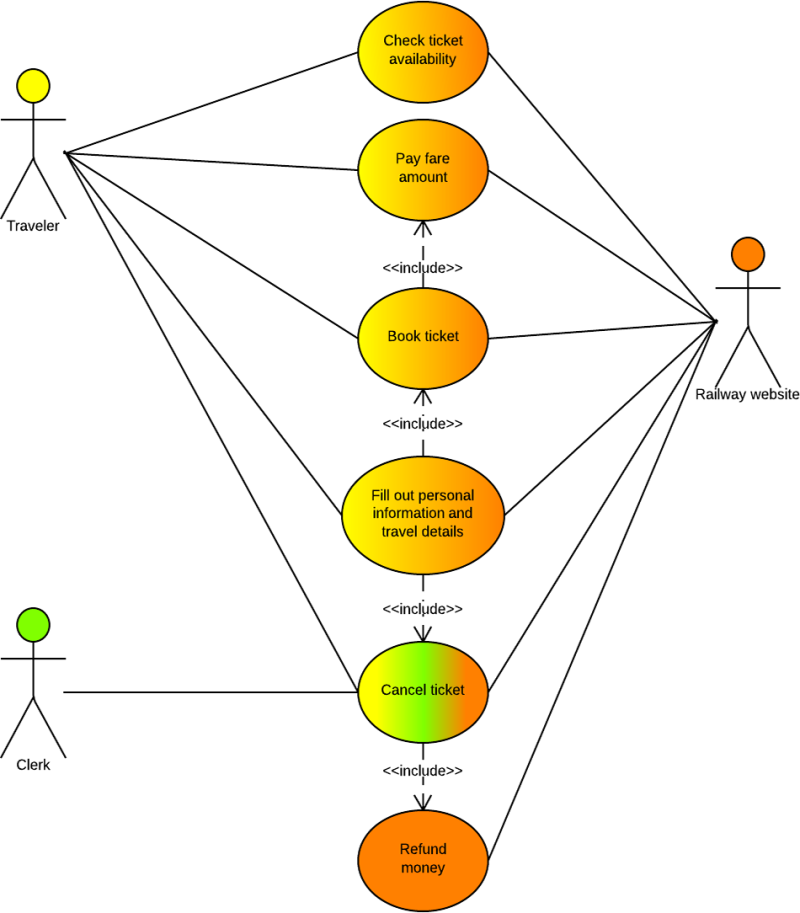 Check ticket
availability
Pay fare
amount
Traveler
<<include>>
Book ticket
Railway website
<<include>>
Fill out personal
information and
travel details
<<include>>
Cancel ticket
Clerk
<<include>>
Refund
money